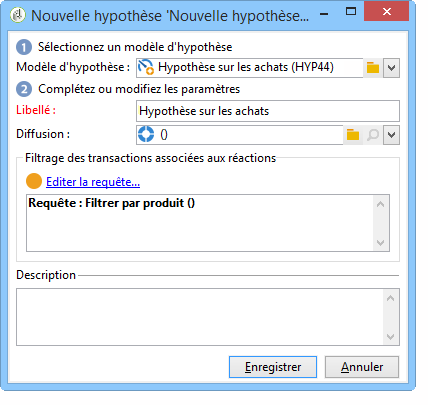 Nouvelle hypothèse 'Nouvelle hypothèse...
1 Sélectionnez un modèle d'hypothèse
Modèle d'hypothèse : Hypothèse sur les achats (HYP44)
2 Complétez ou modifiez les paramètres
Libellé : Hypothèse sur les achats
Diffusion : ()
Filtrage des transactions associées aux réactions
Editer la requête...
Requête : Filtrer par produit ()
Description
Enregistrer Annuler